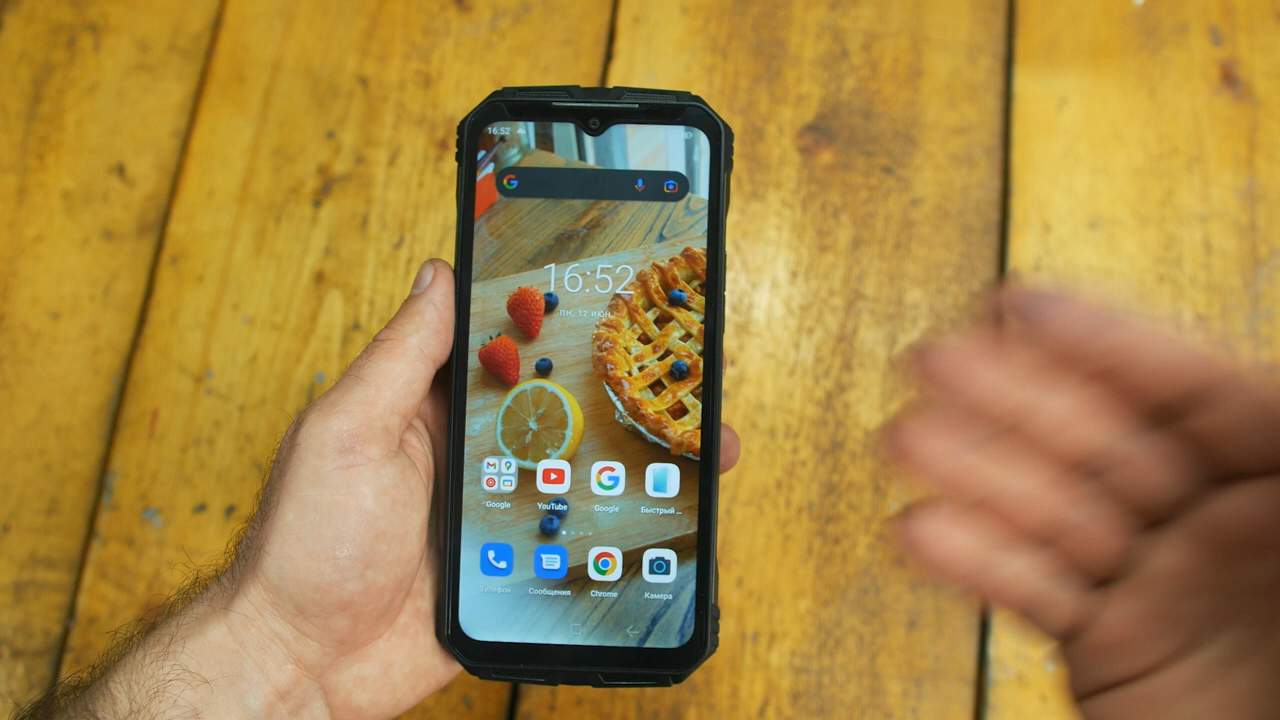 16:52
16:52
ПН, 12 ИЮН.
Google
YouTube
Google
Быстрый ...
Телефон
Сообщения
Chrome
Камера